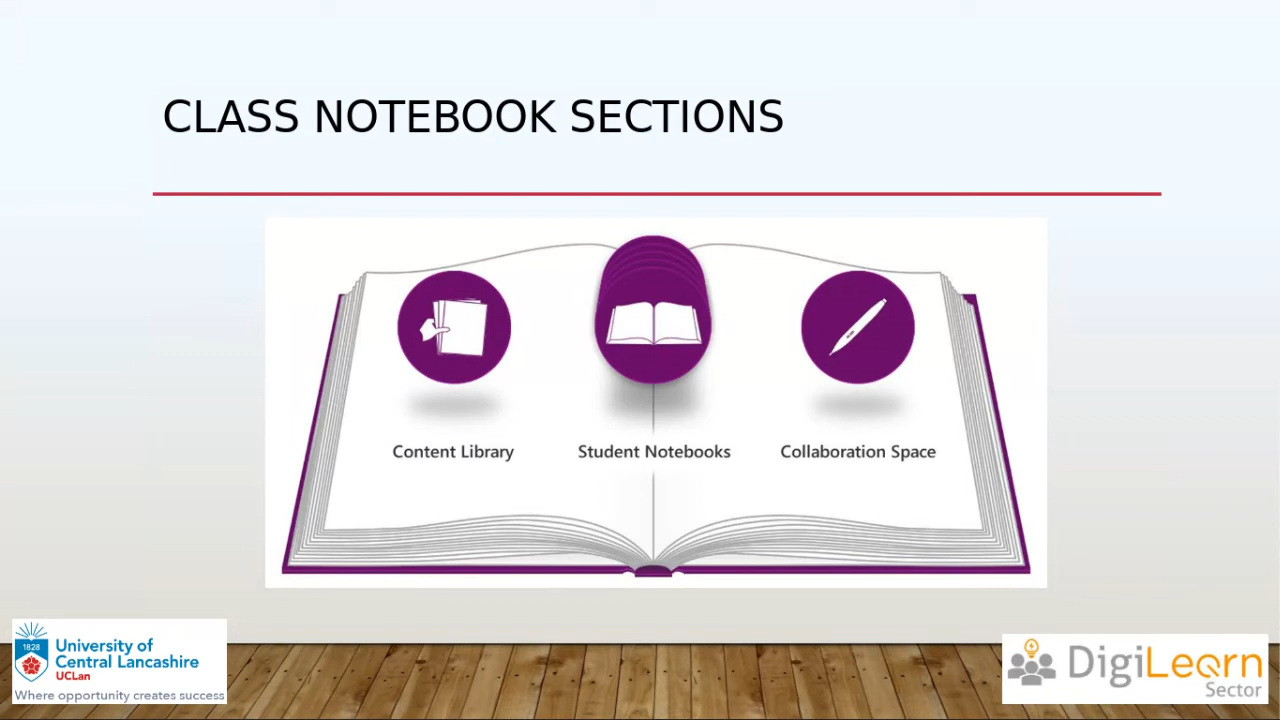 CLASS NOTEBOOK SECTIONS
Content Library
Student Notebooks
Collaboration Space
1828
University of
Central Lancashire
UCLan
Where opportunity creates success
DigiLearn
Sector